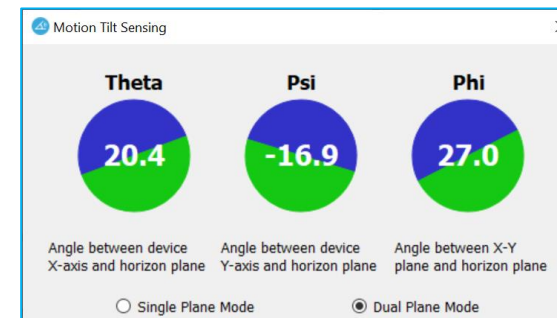 Motion Tilt Sensing
Theta Psi Phi
20.4 -16.9 27.0
Angle between device Angle between device Angle between X-Y
X-axis and horizon plane Y-axis and horizon plane plane and horizon plane
Single Plane Mode Dual Plane Mode